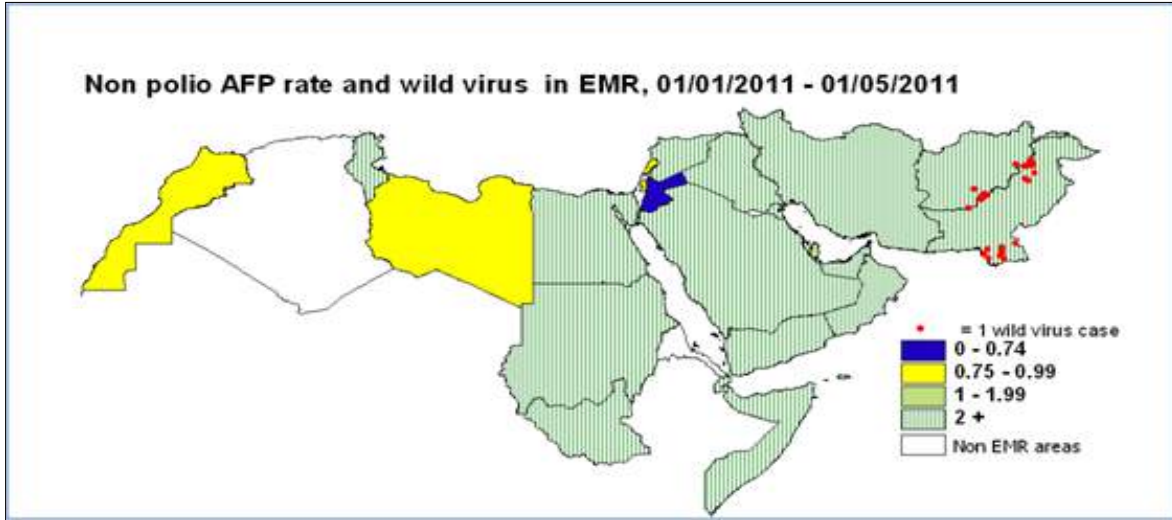 Non polio AFP rate and wild virus in EMR, 01/01/2011 - 01/05/2011
= 1 wild virus case
0 - 0.74
0.75 - 0.99
1 - 1.99
2 +
Non EMR areas